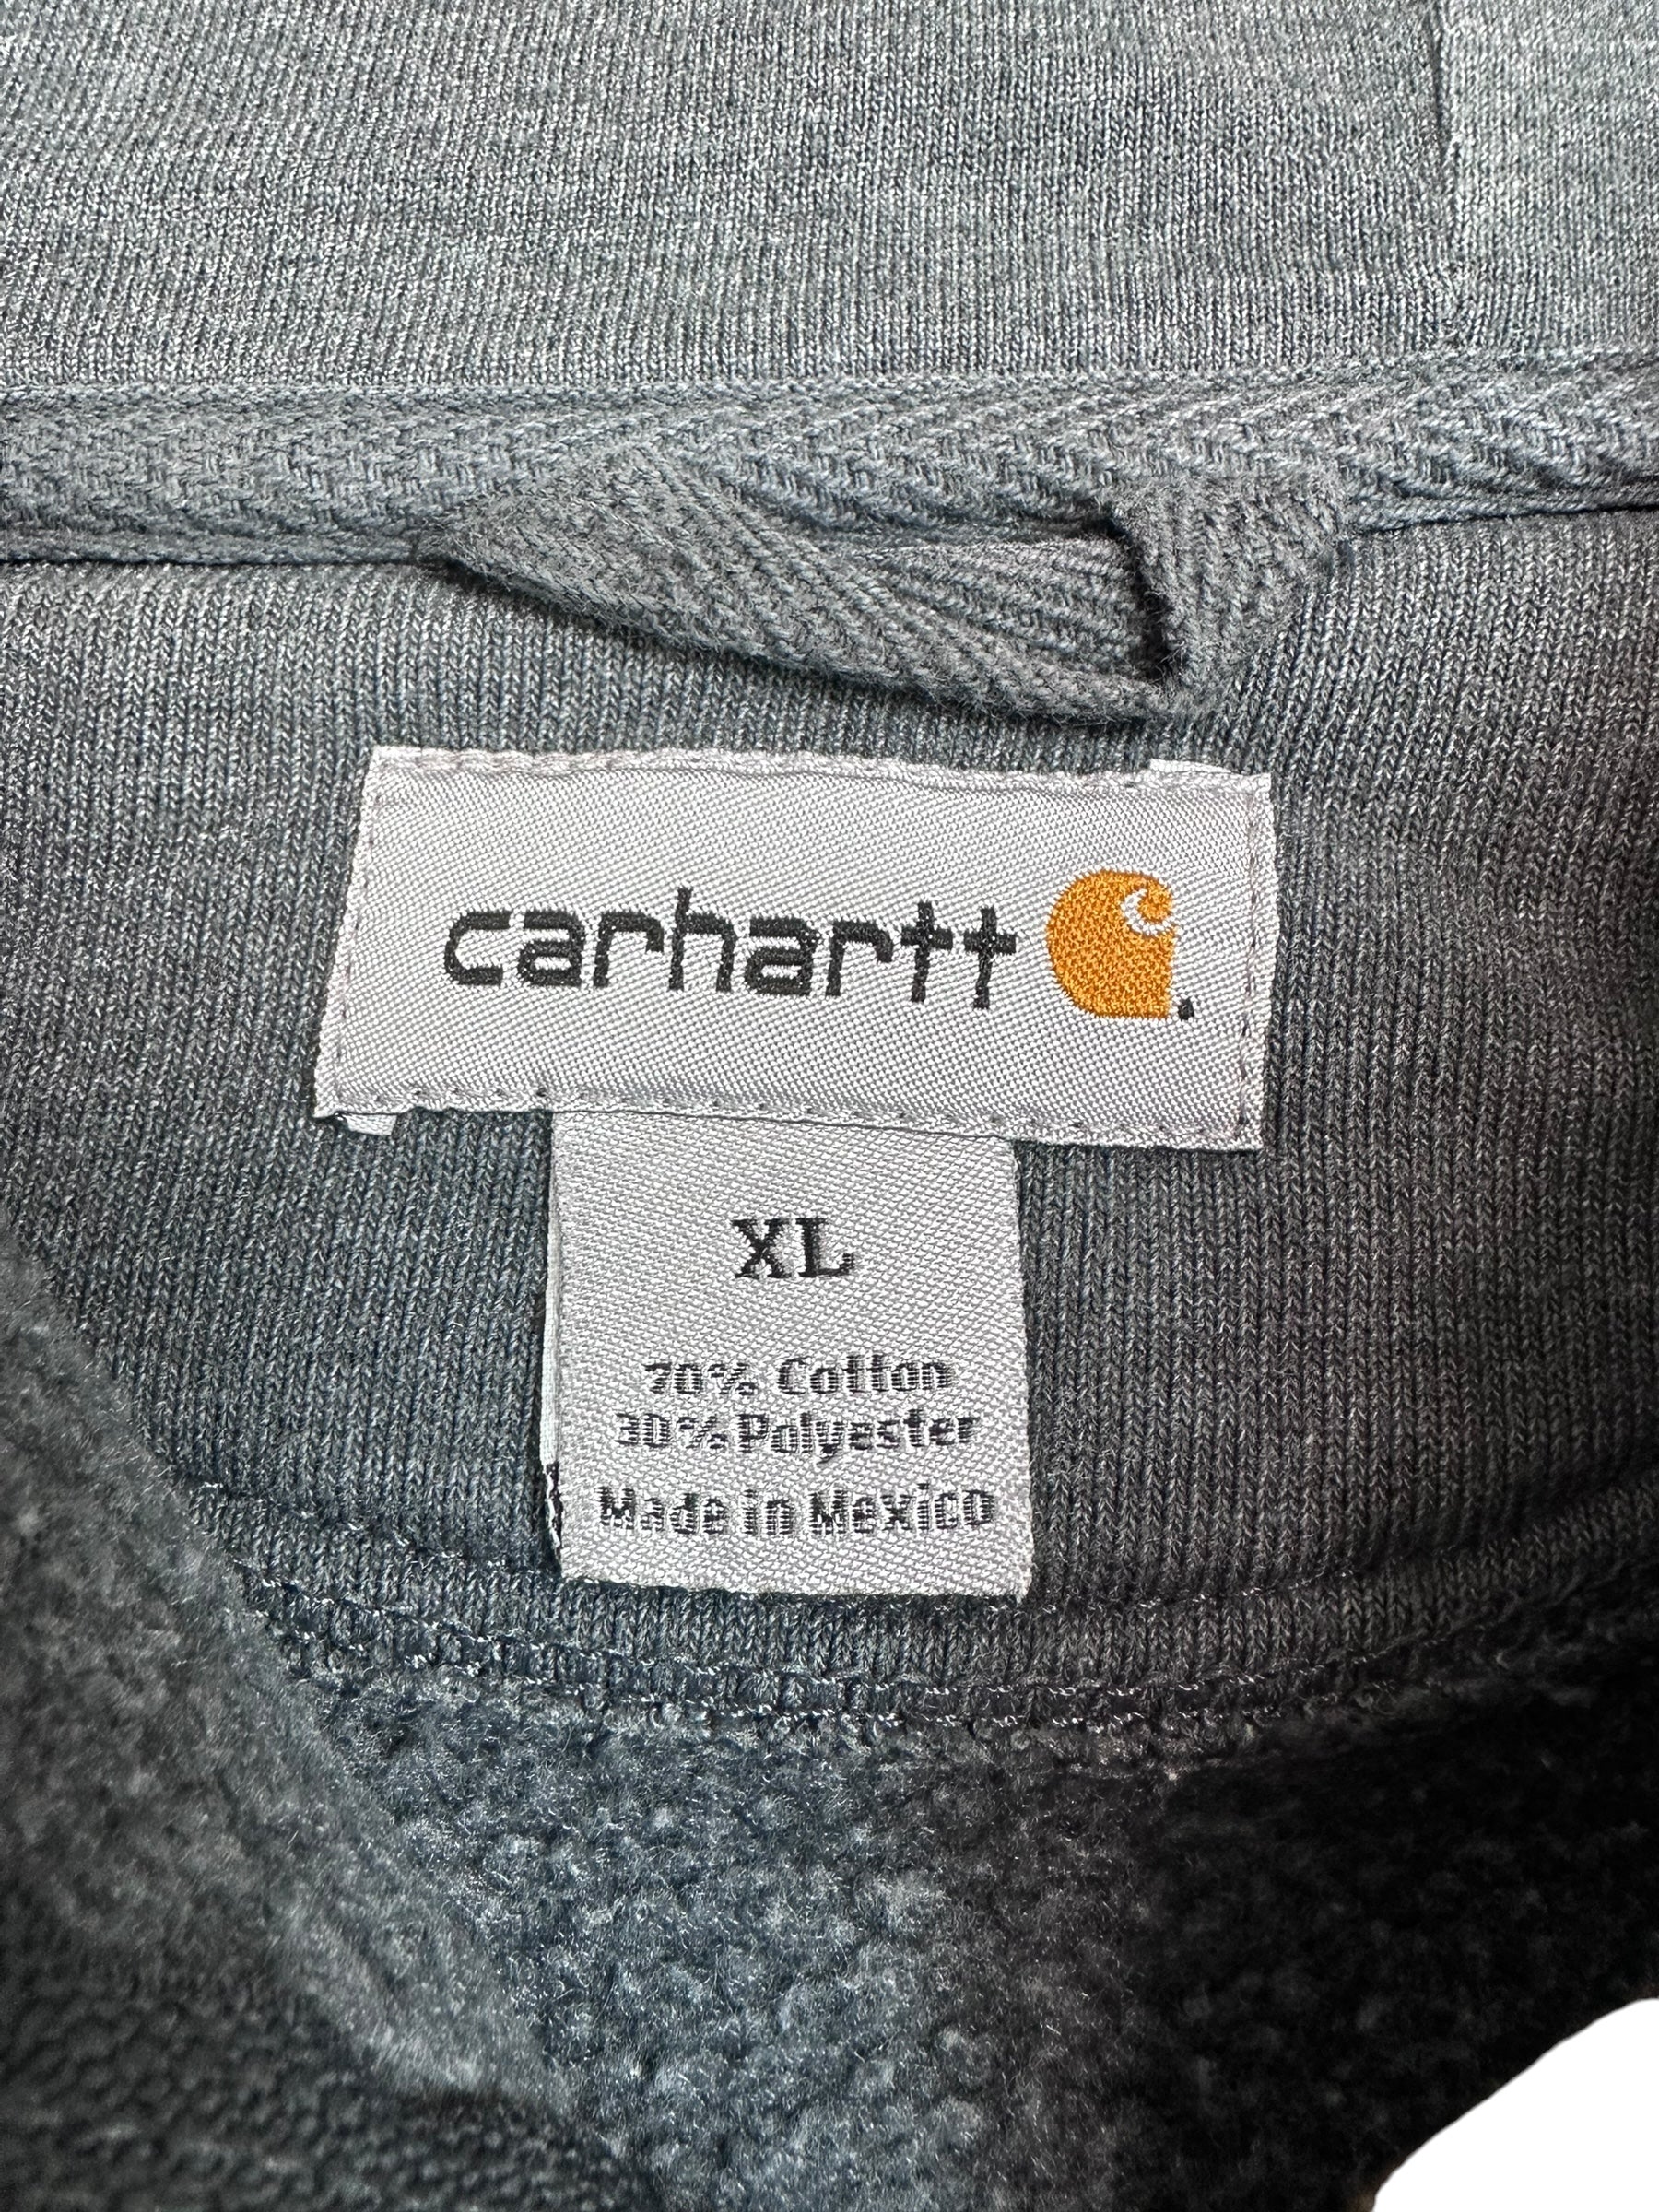 carhartt
XL
70% Cotton
30% Polyester
Made in Mexico